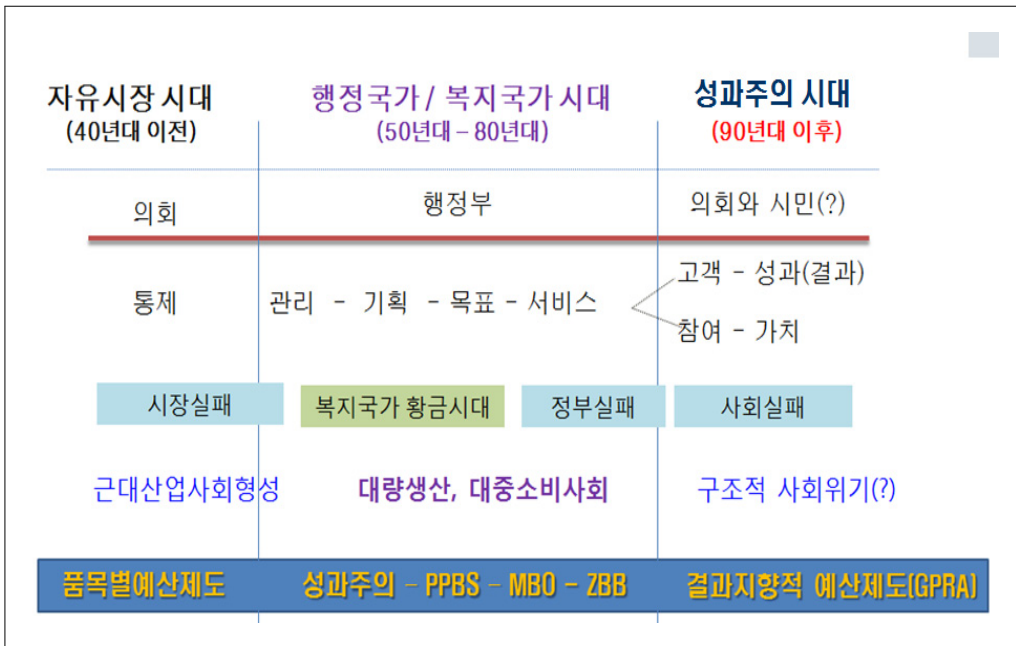 자유시장 시대 행정국가 / 복지국가 시대 성과주의 시대
(40년대 이전) (50년대 – 80년대) (90년대 이후)
의회 행정부 의회와 시민(?)
고객 - 성과(결과)
통제 관리 - 기획 - 목표 - 서비스
참여 - 가치
시장실패 복지국가 황금시대 정부실패 사회실패
근대산업사회형성 대량생산, 대중소비사회 구조적 사회위기(?)
품목별예산제도 성과주의 – PPBS – MBO – ZBB 결과지향적 예산제도(GPRA)